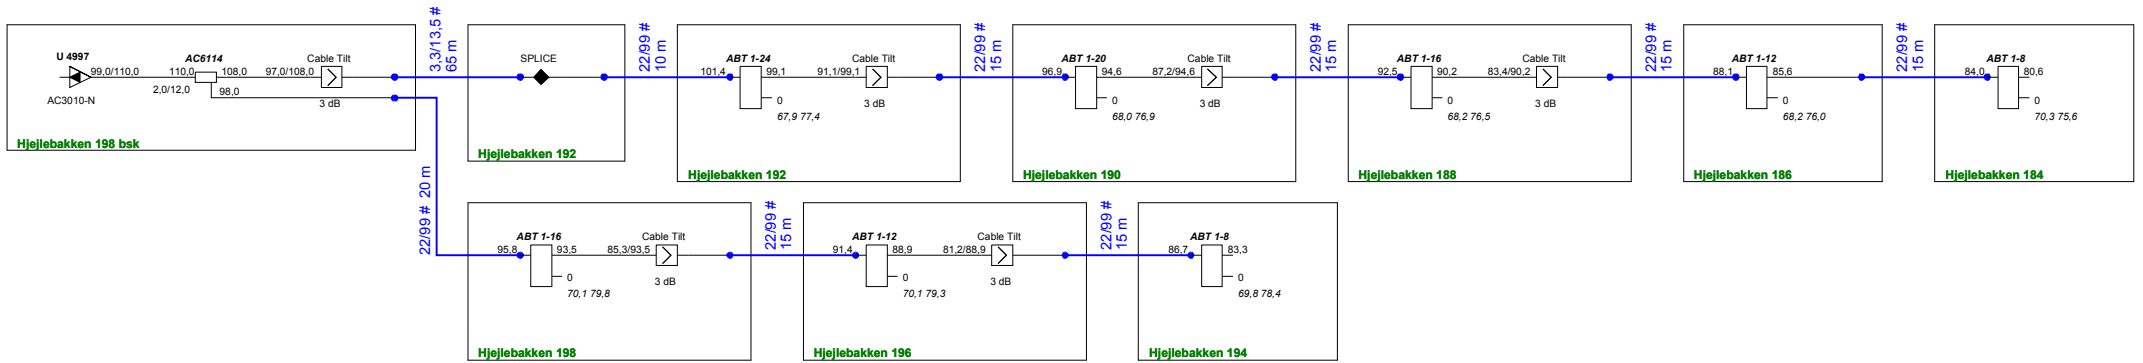 U 4997
99,0/110,0
AC3010-N
AC6114
110,0
108,0
2,0/12,0
98,0
Cable Tilt
97,0/108,0
3 dB
Hjejlebakken 198 bsk
3,3/13,5 #
65 m
SPLICE
Hjejlebakken 192
22/99 #
10 m
ABT 1-24
101,4
99,1
0
67,9 77,4
Cable Tilt
91,1/99,1
3 dB
Hjejlebakken 192
22/99 #
15 m
ABT 1-20
96,9
94,6
0
68,0 76,9
Cable Tilt
87,2/94,6
3 dB
Hjejlebakken 190
22/99 #
15 m
ABT 1-16
92,5
90,2
0
68,2 76,5
Cable Tilt
83,4/90,2
3 dB
Hjejlebakken 188
22/99 #
15 m
ABT 1-12
88,1
85,6
0
68,2 76,0
Hjejlebakken 186
22/99 #
15 m
ABT 1-8
84,0
80,6
0
70,3 75,6
Hjejlebakken 184
22/99 # 20 m
ABT 1-16
95,8
93,5
0
70,1 79,8
Cable Tilt
85,3/93,5
3 dB
Hjejlebakken 198
22/99 #
15 m
ABT 1-12
91,4
88,9
0
70,1 79,3
Cable Tilt
81,2/88,9
3 dB
Hjejlebakken 196
22/99 #
15 m
ABT 1-8
86,7
83,3
0
69,8 78,4
Hjejlebakken 194